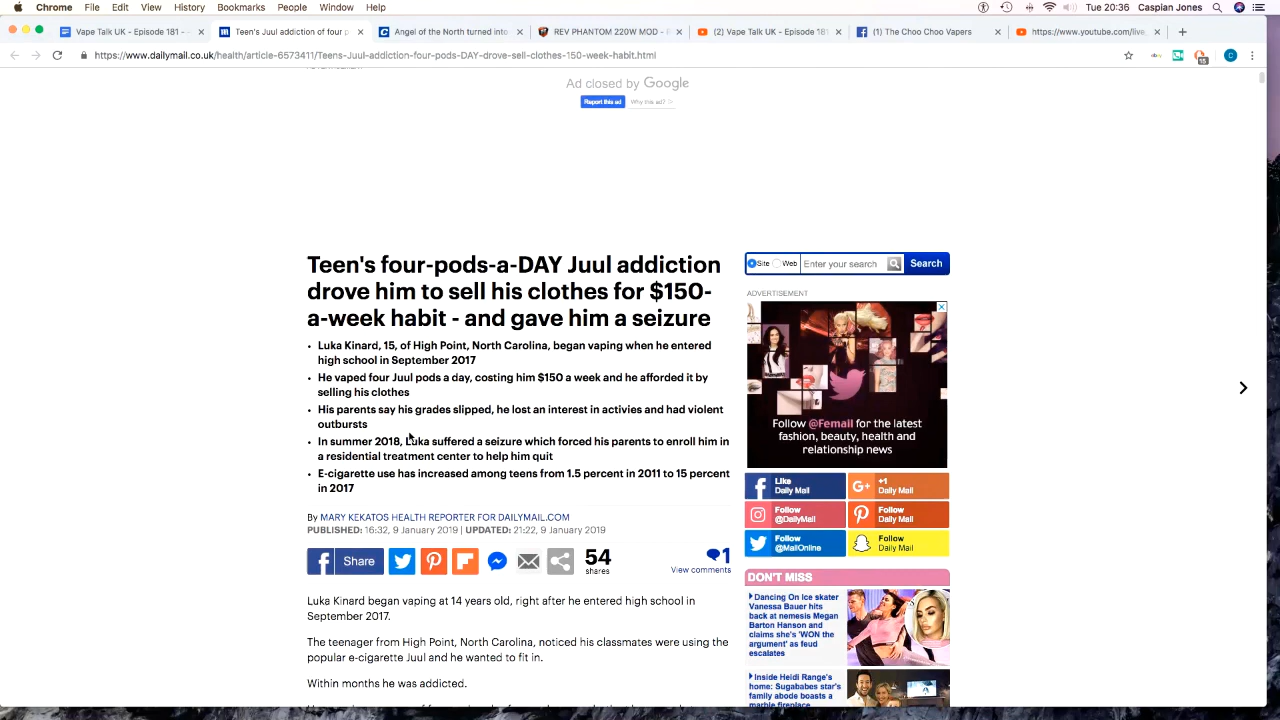 Chrome File Edit View History Bookmarks People Window Help
Tu 20:36 Caspian Jones
Vape Talk UK - Episode 181 -
Teen's Juul addiction of four p
Angel of the North turned into
REV PHANTOM 220W MOD -
(2) Vape Talk UK - Episode 181
(1) The Choo Choo Vapers
https://www.youtube.com/live
https://www.dailymail.co.uk/health/article-6573411/Teens-Juul-addiction-four-pods-DAY-drove-sell-clothes-150-week-habit.html
Ad closed by Google
Report this ad
Why this ad?
Teen's four-pods-a-DAY Juul addiction
drove him to sell his clothes for $150-
a-week habit - and gave him a seizure
• Luka Kinard, 15, of High Point, North Carolina, began vaping when he entered
high school in September 2017
• He vaped four Juul pods a day, costing him $150 a week and he afforded it by
selling his clothes
• His parents say his grades slipped, he lost an interest in activies and had violent
outbursts
• In summer 2018, Luka suffered a seizure which forced his parents to enroll him in
a residential treatment center to help him quit
• E-cigarette use has increased among teens from 1.5 percent in 2011 to 15 percent
in 2017
By MARY KEKATOS HEALTH REPORTER FOR DAILYMAIL.COM
PUBLISHED: 16:32, 9 January 2019 | UPDATED: 21:22, 9 January 2019
Share
54
shares
1
View comments
Luka Kinard began vaping at 14 years old, right after he entered high school in
September 2017.
The teenager from High Point, North Carolina, noticed his classmates were using the
popular e-cigarette Juul and he wanted to fit in.
Within months he was addicted.
Site Web Enter your search Search
ADVERTISEMENT
Follow @Femail for the latest
fashion, beauty, health and
relationship news
Like
Daily Mail
+1
Daily Mail
Follow
@DailyMail
Follow
Daily Mail
Follow
@MailOnline
Follow
Daily Mail
DON'T MISS
Dancing On Ice skater
Vanessa Bauer hits
back at nemesis Megan
Barton Hanson and
claims she's 'WON the
argument' as feud
escalates
Inside Heidi Range's
home: Sugababes star's
family abode boasts a
marble fireplace,